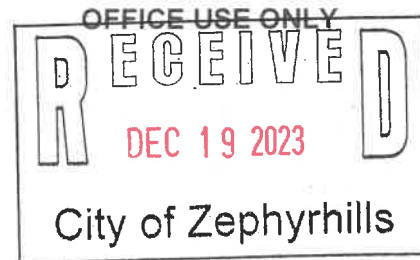 OFFICE USE ONLY
RECEIVED
DEC 19 2023
City of Zephyrhills